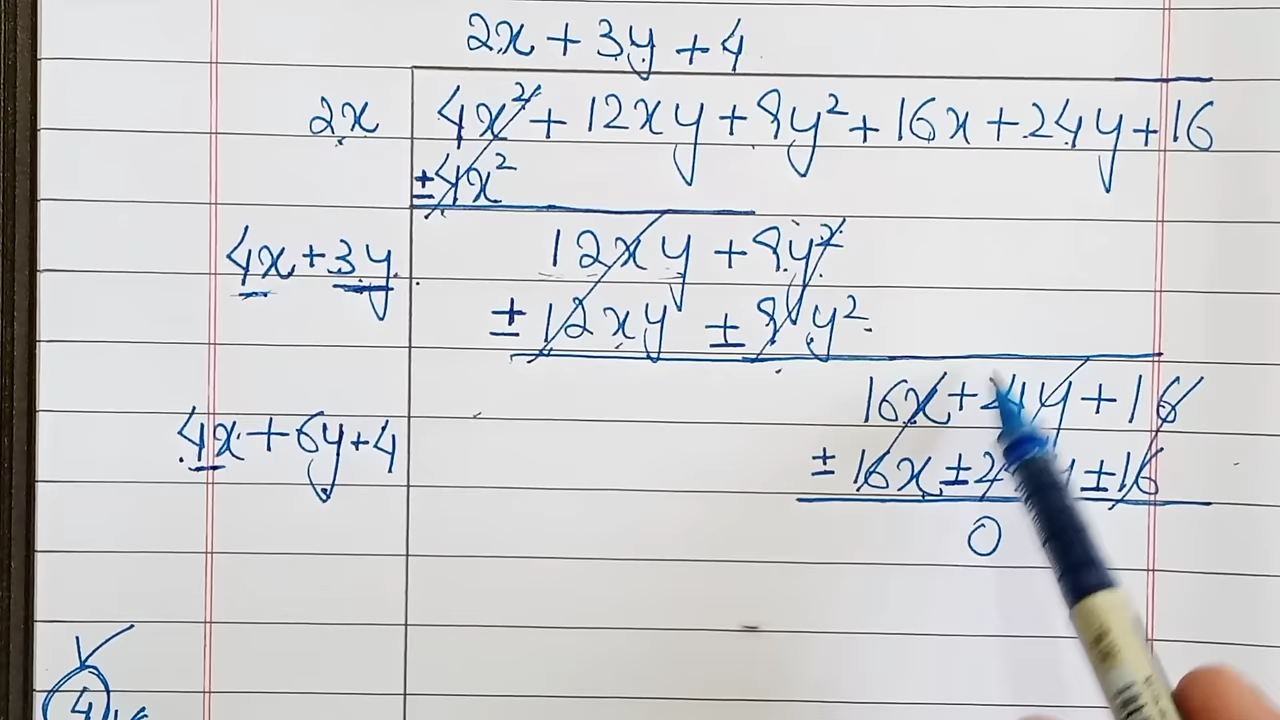 2x + 3y + 4
2x 4x² + 12xy + 9y² + 16x + 24y + 16
± 4x²
4x + 3y 12xy + 9y²
± 12xy ± 9y²
16x + 24y + 16
4x + 6y + 4 ± 16x ± 24y ± 16
0
4